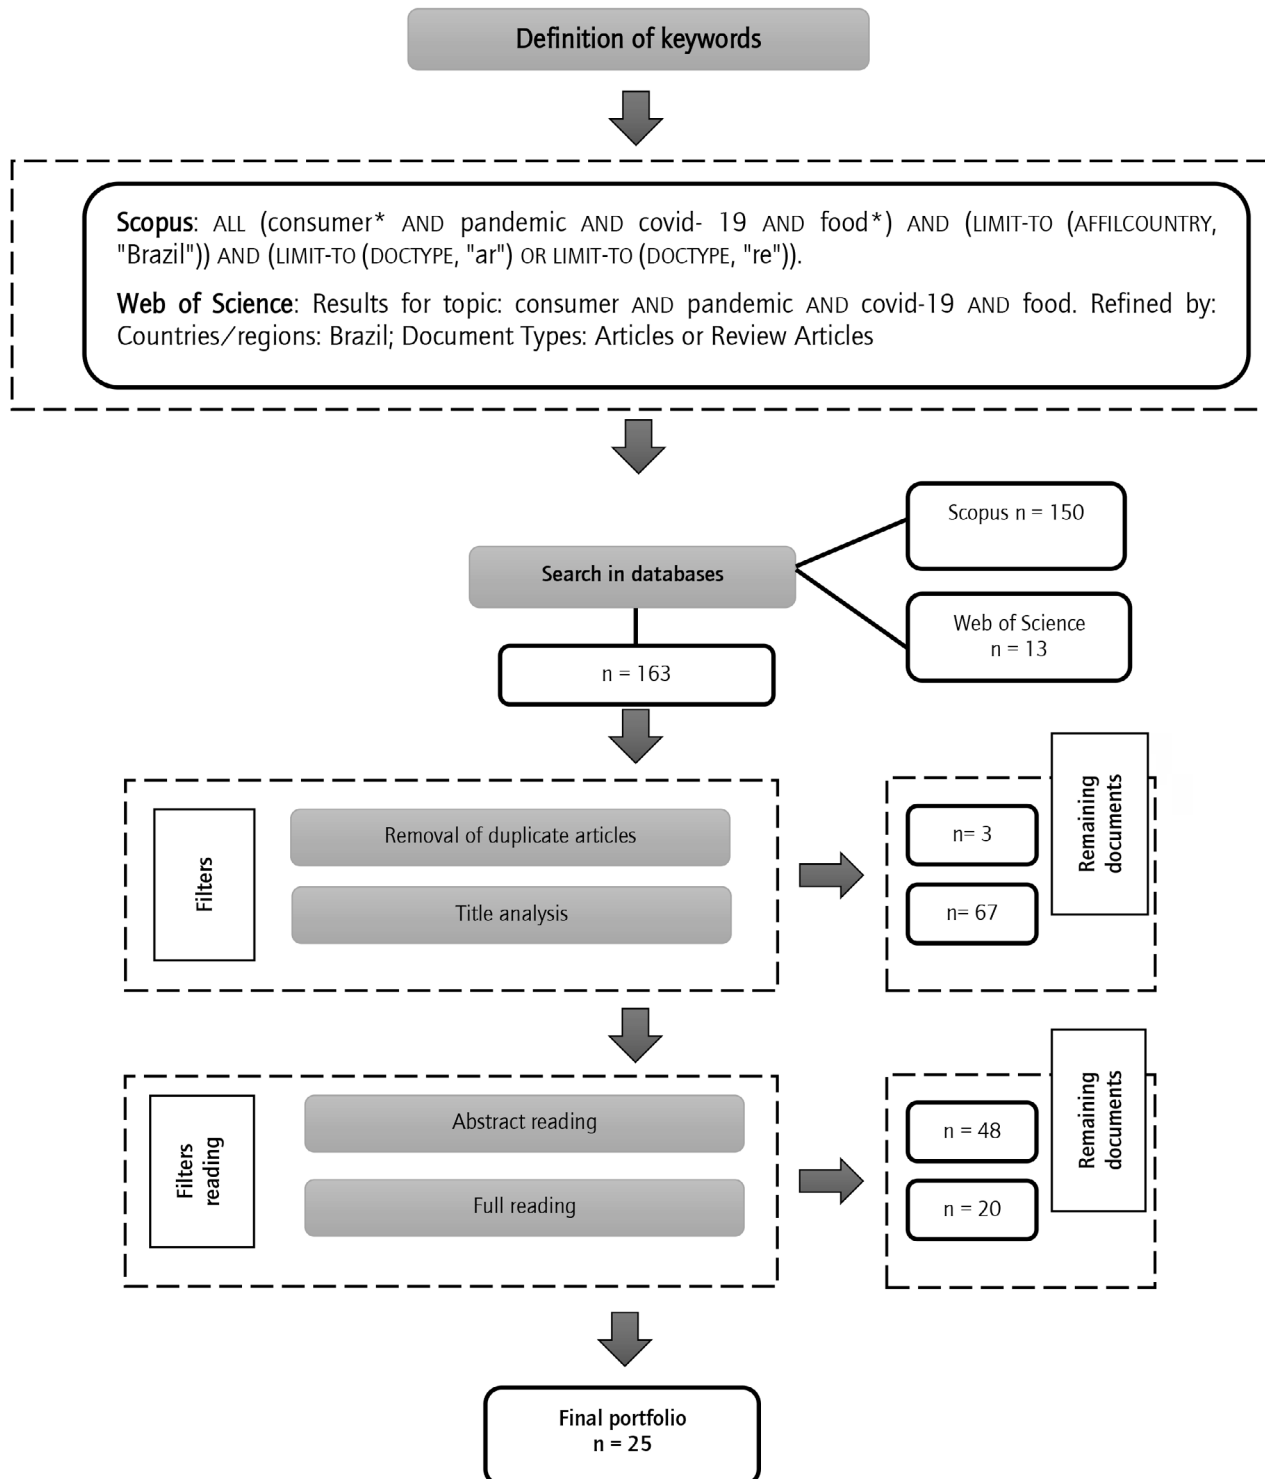 Definition of keywords
Scopus: ALL (consumer* AND pandemic AND covid- 19 AND food*) AND (LIMIT-TO (AFFILCOUNTRY,
"Brazil")) AND (LIMIT-TO (DOCTYPE, "ar") OR LIMIT-TO (DOCTYPE, "re")).
Web of Science: Results for topic: consumer AND pandemic AND covid-19 AND food. Refined by:
Countries/regions: Brazil; Document Types: Articles or Review Articles
Scopus n = 150
Search in databases
Web of Science
n = 13
n = 163
Filters
Removal of duplicate articles
Title analysis
n= 3
n= 67
Remaining
documents
Filters
reading
Abstract reading
Full reading
n = 48
n = 20
Remaining
documents
Final portfolio
n = 25